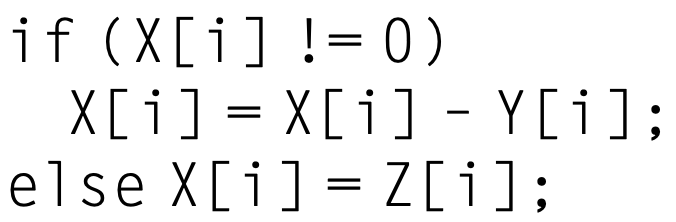 if (X[i] != 0)
  X[i] = X[i] – Y[i];
else X[i] = Z[i];